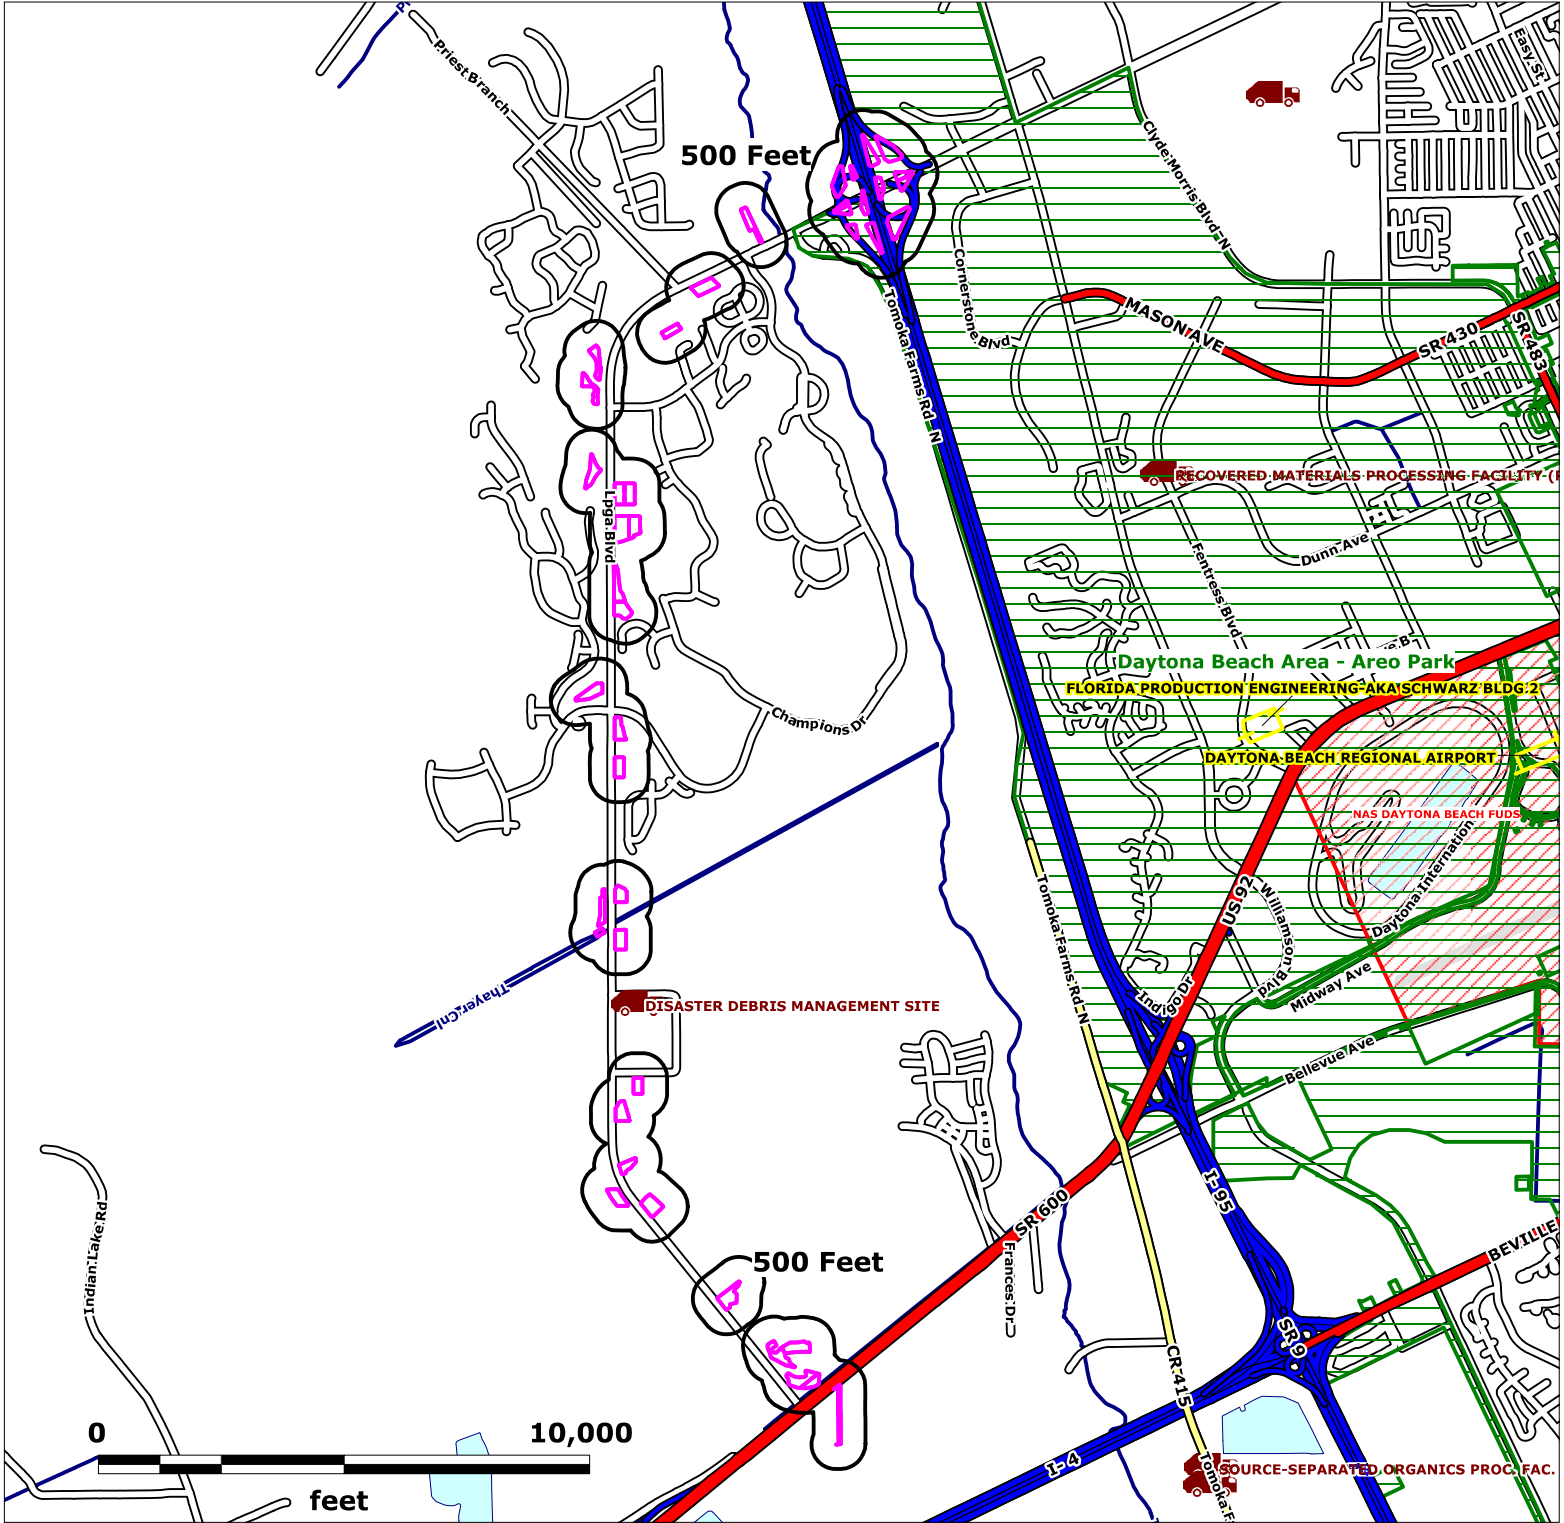 Priest Branch
Easy St
500 Feet
Clyde Morris Blvd N
Cornerstone Blvd
Tomoka Farms Rd N
MASON AVE
SR 430
SR 483
RECOVERED MATERIALS PROCESSING FACILITY
Lpga Blvd
Dunn Ave
Fentress Blvd
Daytona Beach Area - Areo Park
FLORIDA PRODUCTION ENGINEERING-AKA SCHWARZ BLDG 2
Champions Dr
DAYTONA BEACH REGIONAL AIRPORT
NAS DAYTONA BEACH FUDS
Daytona Internation
US 92
Williamson Blvd
Tomoka Farms Rd N
Thayer Cnl
Indigo Dr
Midway Ave
DISASTER DEBRIS MANAGEMENT SITE
Bellevue Ave
I- 95
SR 600
Indian Lake Rd
Frances Dr
500 Feet
BEVILLE
SR 9
CR 415
0 10,000
feet
I- 4
SOURCE-SEPARATED ORGANICS PROC. FAC.
Tomoka F